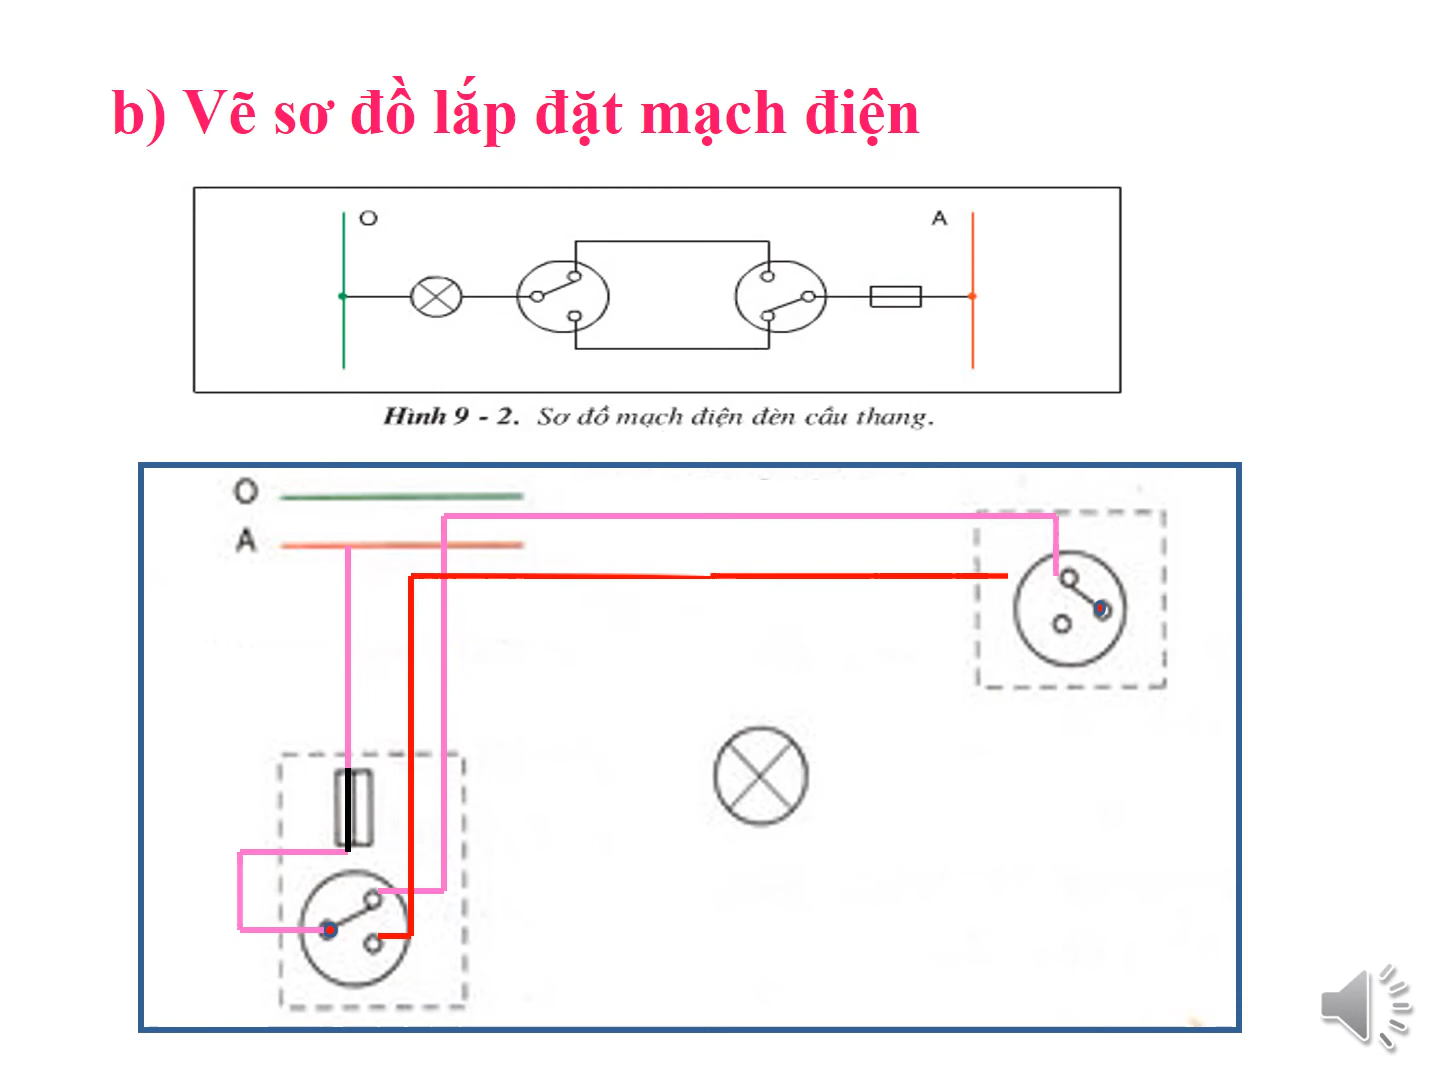 b) Vẽ sơ đồ lắp đặt mạch điện
O A
Hình 9 - 2. Sơ đồ mạch điện đèn cầu thang.
O
A